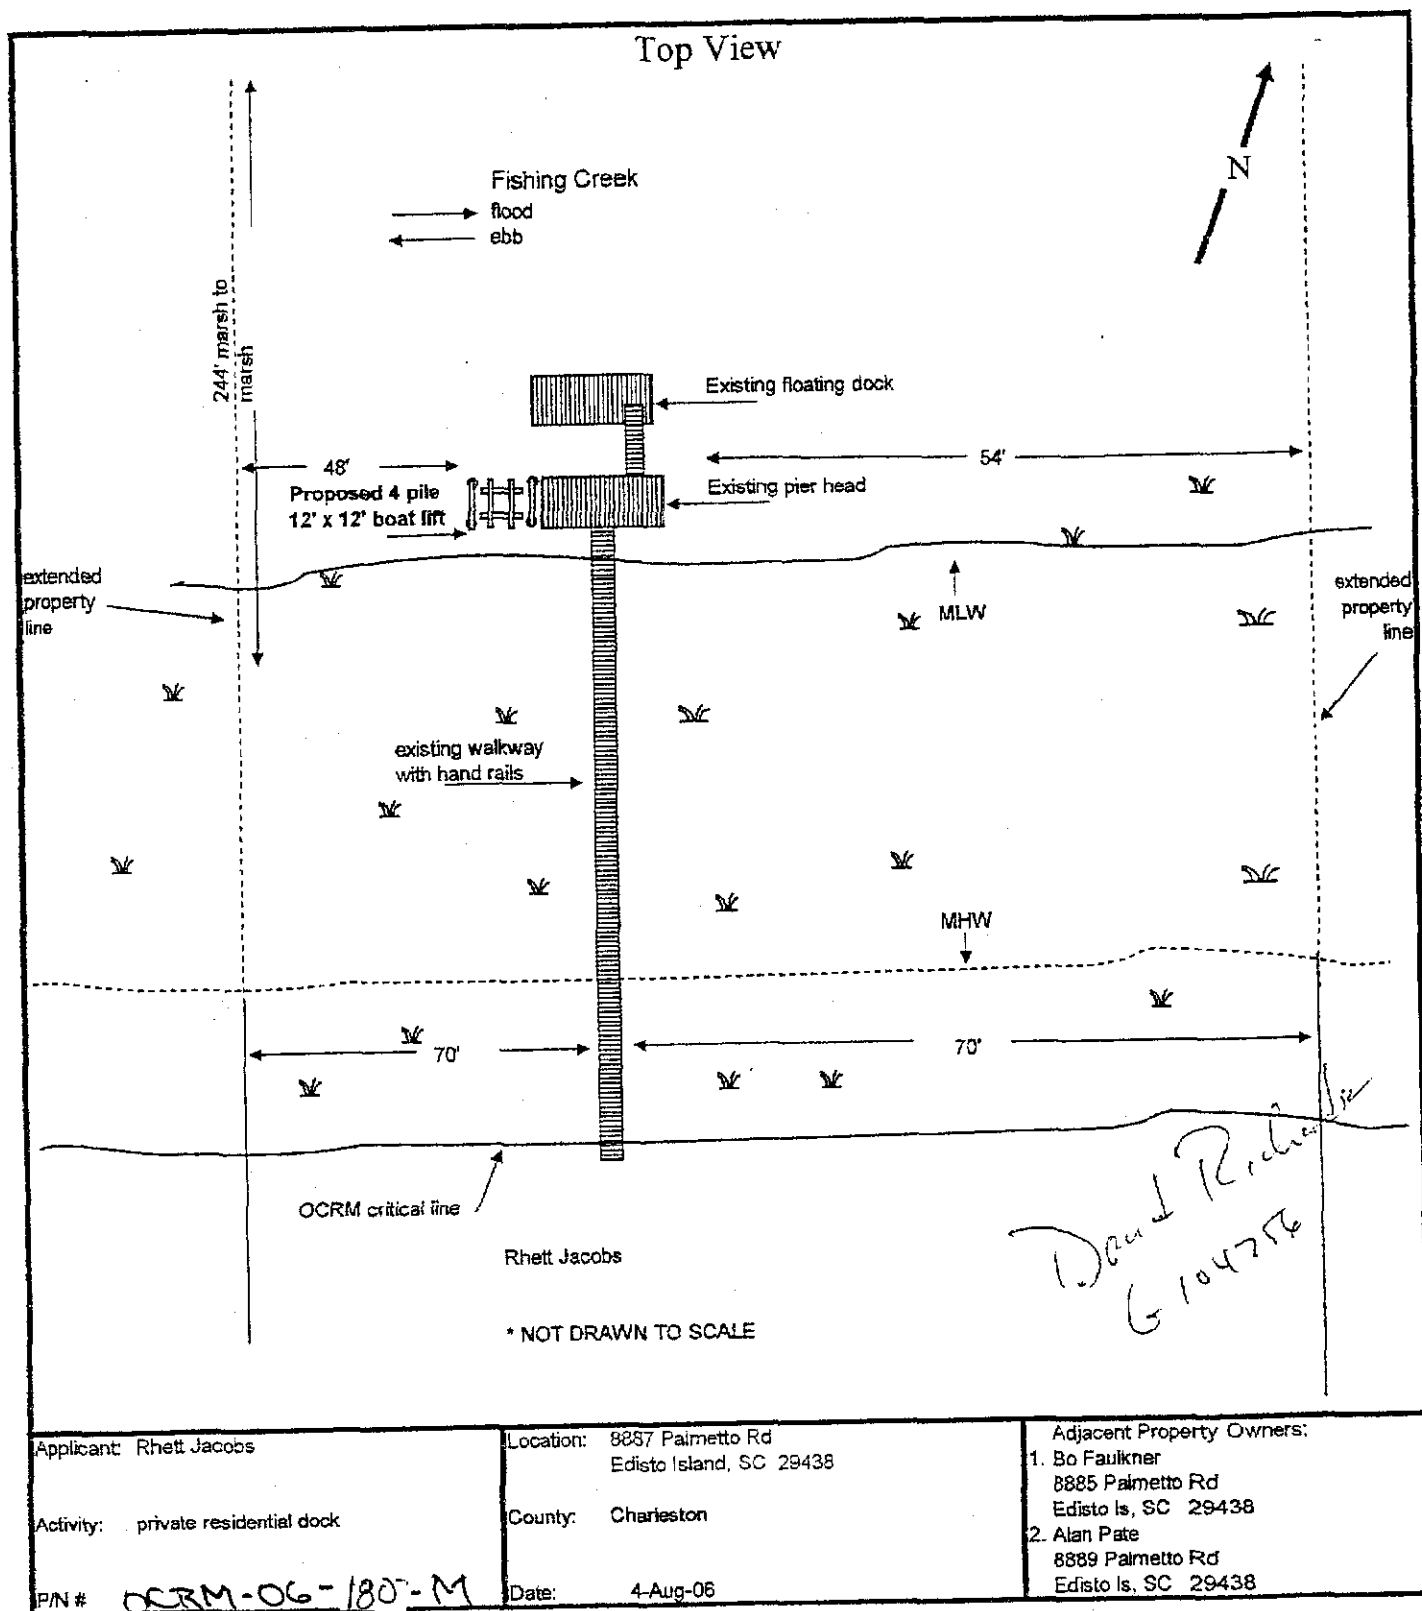 Top View
N
Fishing Creek
flood
ebb
244' marsh to
marsh
Existing floating dock
48'
54'
Proposed 4 pile
12' x 12' boat lift
Existing pier head
extended
property
line
MLW
extended
property
line
existing walkway
with hand rails
MHW
70'
70'
OCRM critical line
Rhett Jacobs
* NOT DRAWN TO SCALE
David
G104756
Applicant: Rhett Jacobs
Activity: private residential dock
P/N # OCRM-06-180-M
Location: 8887 Palmetto Rd
Edisto Island, SC 29438
County: Charleston
Date: 4-Aug-06
Adjacent Property Owners:
1. Bo Faulkner
8885 Palmetto Rd
Edisto Is, SC 29438
2. Alan Pate
8889 Palmetto Rd
Edisto Is, SC 29438